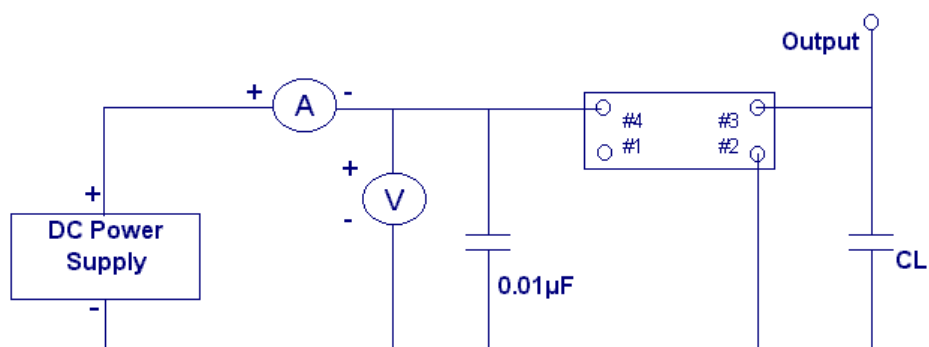 Output
+
A
-
#4
#3
#1
#2
+
V
-
+
DC Power
Supply
-
0.01µF
CL